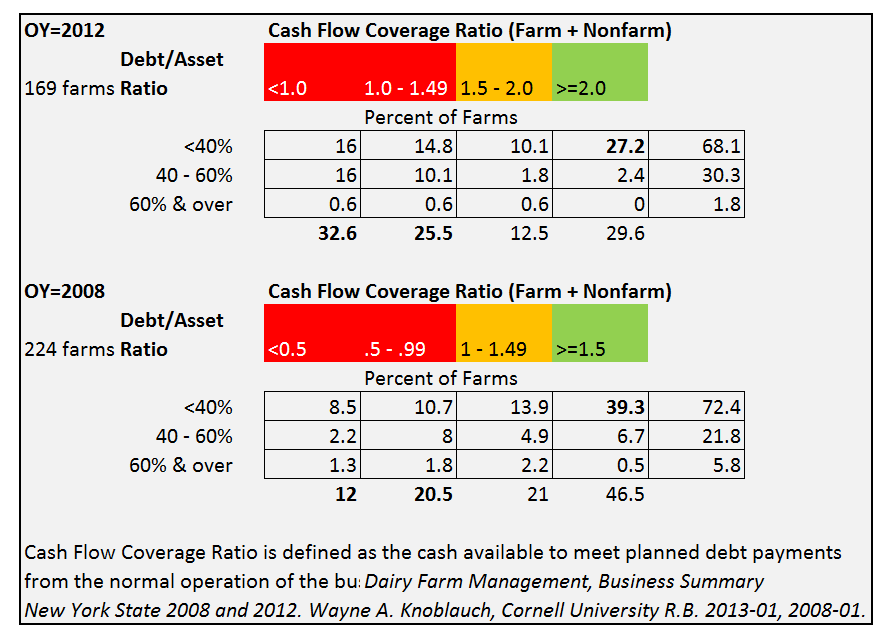 OY=2012 Cash Flow Coverage Ratio (Farm + Nonfarm)
Debt/Asset
169 farms Ratio <1.0 1.0 - 1.49 1.5 - 2.0 >=2.0
Percent of Farms
<40% 16 14.8 10.1 27.2 68.1
40 - 60% 16 10.1 1.8 2.4 30.3
60% & over 0.6 0.6 0.6 0 1.8
32.6 25.5 12.5 29.6
OY=2008 Cash Flow Coverage Ratio (Farm + Nonfarm)
Debt/Asset
224 farms Ratio <0.5 .5 - .99 1 - 1.49 >=1.5
Percent of Farms
<40% 8.5 10.7 13.9 39.3 72.4
40 - 60% 2.2 8 4.9 6.7 21.8
60% & over 1.3 1.8 2.2 0.5 5.8
12 20.5 21 46.5
Cash Flow Coverage Ratio is defined as the cash available to meet planned debt payments
from the normal operation of the bu Dairy Farm Management, Business Summary
New York State 2008 and 2012. Wayne A. Knoblauch, Cornell University R.B. 2013-01, 2008-01.